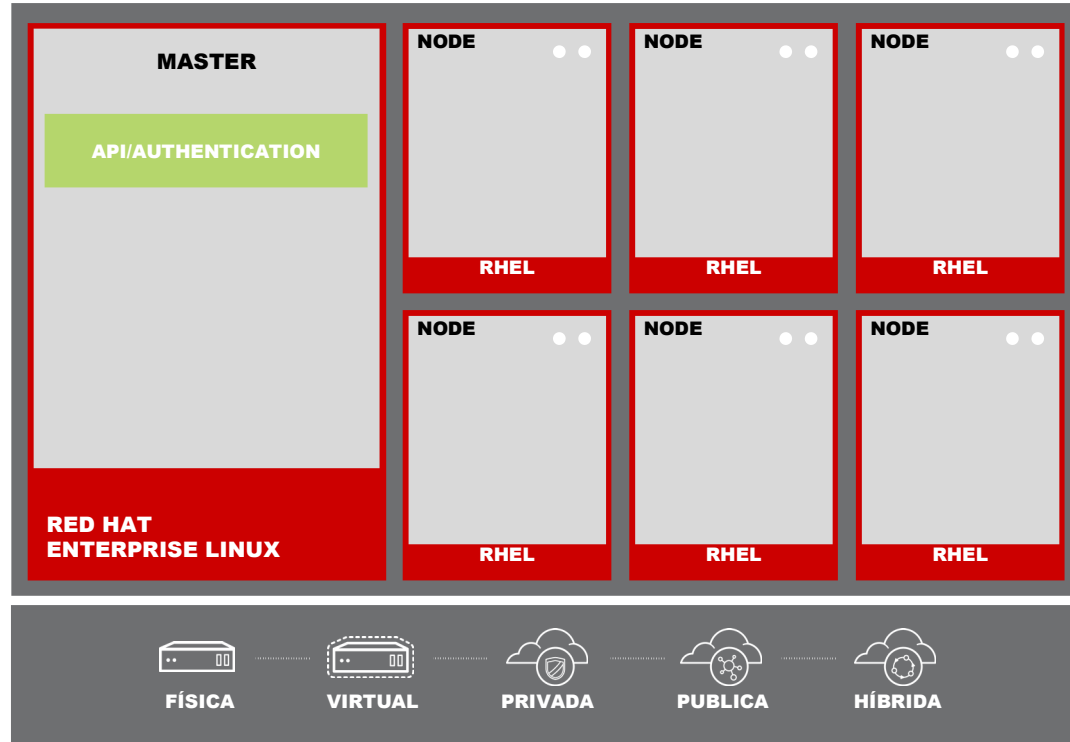 MASTER
API/AUTHENTICATION
RED HAT
ENTERPRISE LINUX
NODE
RHEL
NODE
RHEL
NODE
RHEL
NODE
RHEL
NODE
RHEL
NODE
RHEL
FÍSICA
VIRTUAL
PRIVADA
PUBLICA
HÍBRIDA